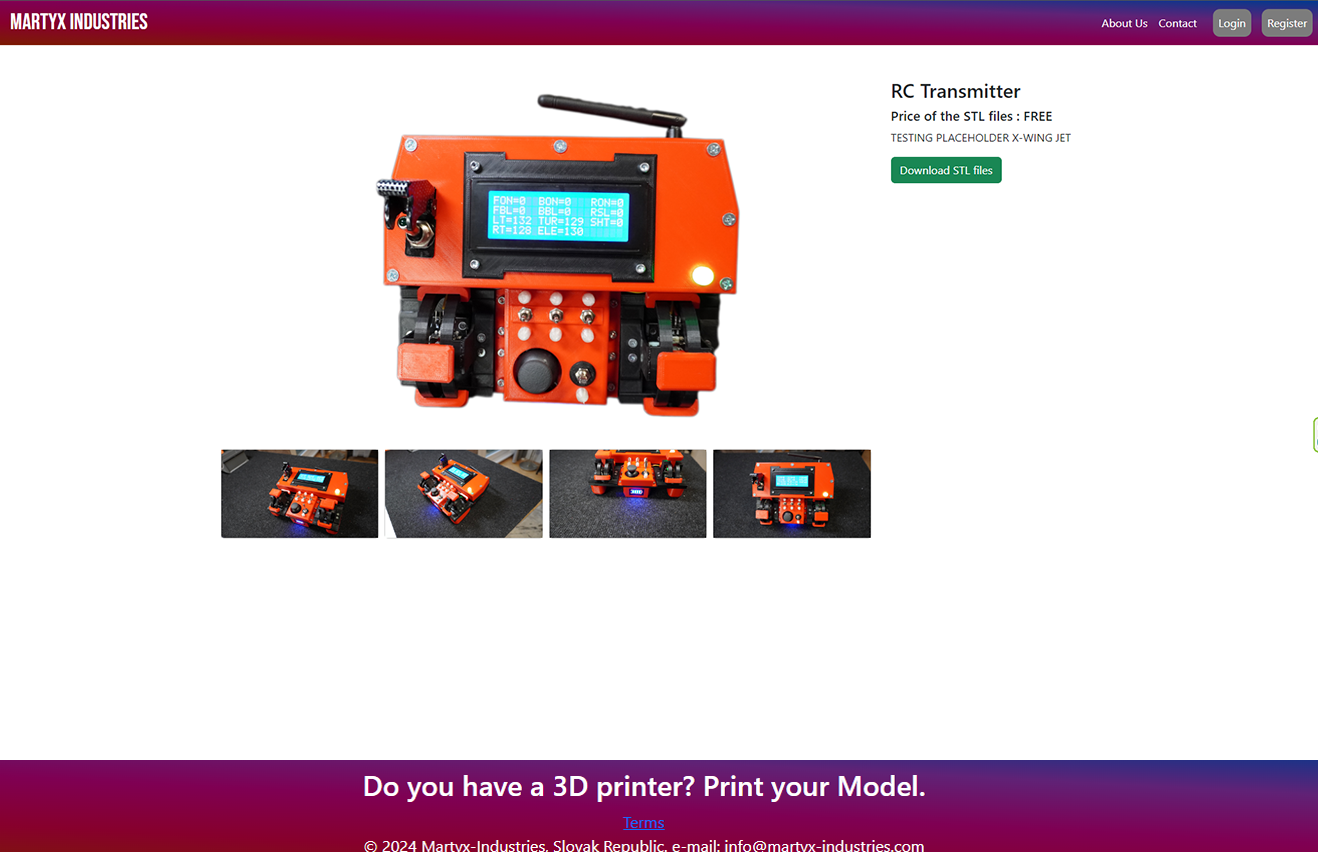 MARTYX INDUSTRIES
About Us Contact Login Register
RC Transmitter
Price of the STL files : FREE
TESTING PLACEHOLDER X-WING JET
Download STL files
FON=0 BON=0 RON=0
FBL=0 BBL=0 RSL=0
LT=132 TUR=129 SHT=0
RT=128 ELE=130
Do you have a 3D printer? Print your Model.
Terms
© 2024 Martyx-Industries, Slovak Republic, e-mail: info@martyx-industries.com